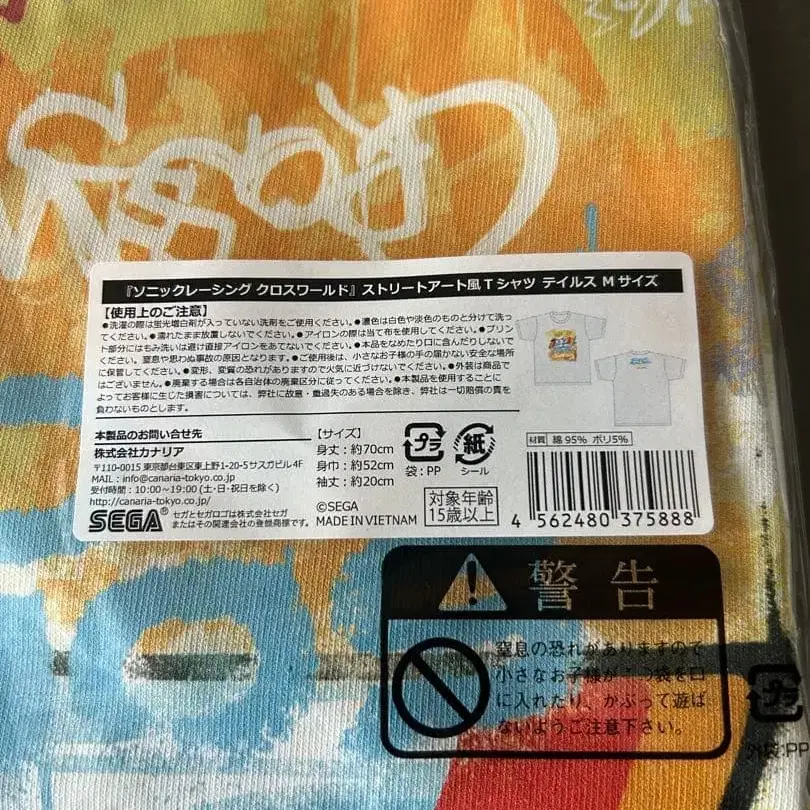 『ソニックレーシング クロスワールド』ストリートアート風Tシャツ テイルス Mサイズ
【使用上のご注意】
●洗濯の際は蛍光増白剤が入っていない洗剤をご使用ください。●濃色は白色や淡色のものと分けて洗っ
てください。●濡れたまま放置しないでください。●アイロンの際は当て布を使用してください。●プリン
ト部分にはもみ洗いは避け直接アイロンをあてないでください。●本品をなめたり口に含んだりしないで
ください。窒息や思わぬ事故の原因となります。●ご使用後は、小さなお子様の手の届かない安全な場所
に保管してください。●変形、変質の恐れがありますので火気に近づけないでください。●外装は商品で
はございません。●廃棄する場合は各自治体の廃棄区分に従ってください。●本製品を使用することに
よってお客様に生じた損害については、弊社に故意・重過失のある場合を除き、弊社は一切賠償の責を
負わないものとします。
材質 綿 95% ポリ5%
本製品のお問い合せ先
株式会社カナリア
〒110-0015 東京都台東区東上野1-20-5サスガビル4F
MAIL : info@canaria-tokyo.co.jp
受付時間 : 10:00~19:00 (土・日・祝日を除く)
http://canaria-tokyo.co.jp/
【サイズ】
身丈 : 約70cm
身巾 : 約52cm
袖丈 : 約20cm
プラ
袋 : PP
紙
シール
SEGA
セガとセガロゴは株式会社セガ
またはその関連会社の登録商標です。
©SEGA
MADE IN VIETNAM
対象年齢
15歳以上
4 562480 375888
警告
窒息の恐れがありますので
小さなお子様が
袋を口
に入れたり、かぶって遊ば
ないようご注意下さい。
プラ
外袋:PP